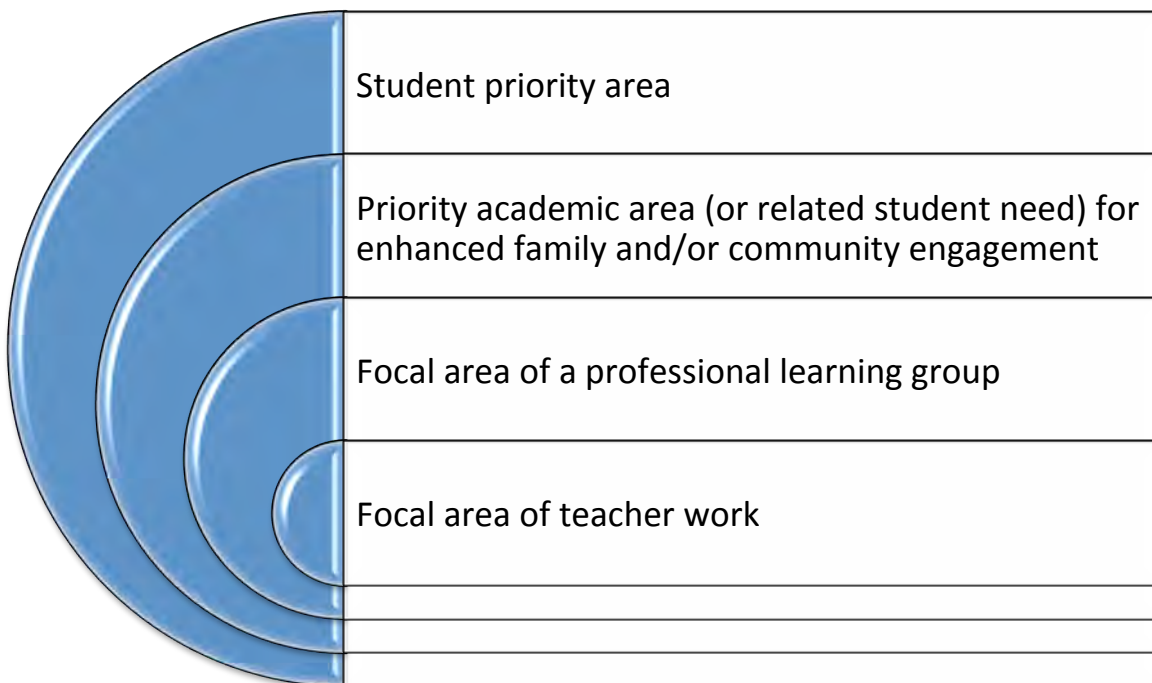 Student priority area
Priority academic area (or related student need) for
enhanced family and/or community engagement
Focal area of a professional learning group
Focal area of teacher work